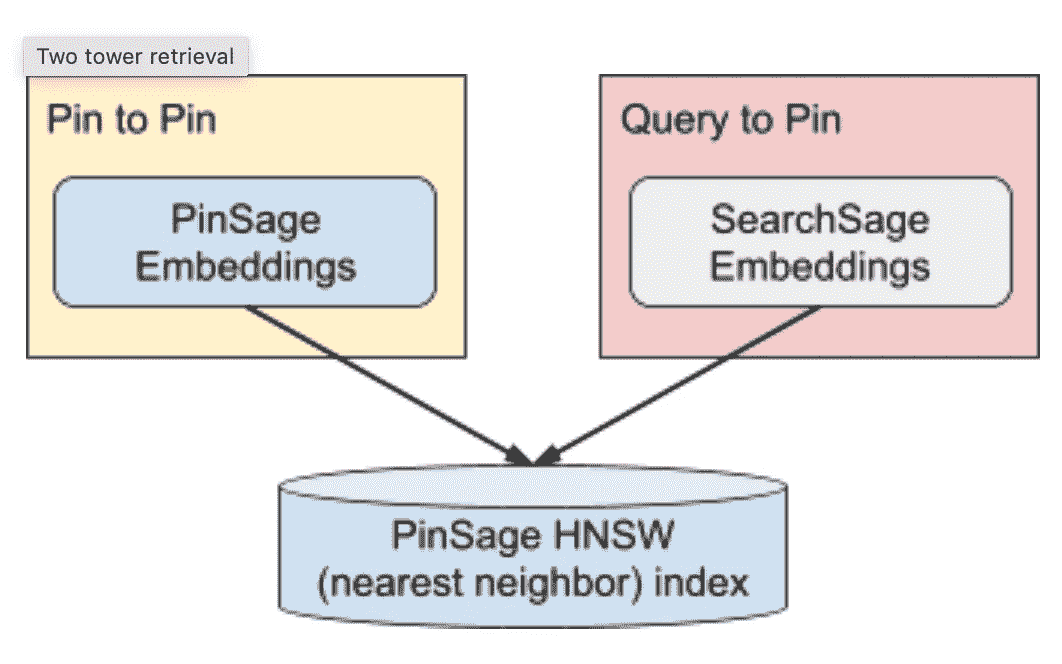 Two tower retrieval
Pin to Pin
PinSage
Embeddings
Query to Pin
SearchSage
Embeddings
PinSage HNSW
(nearest neighbor) index